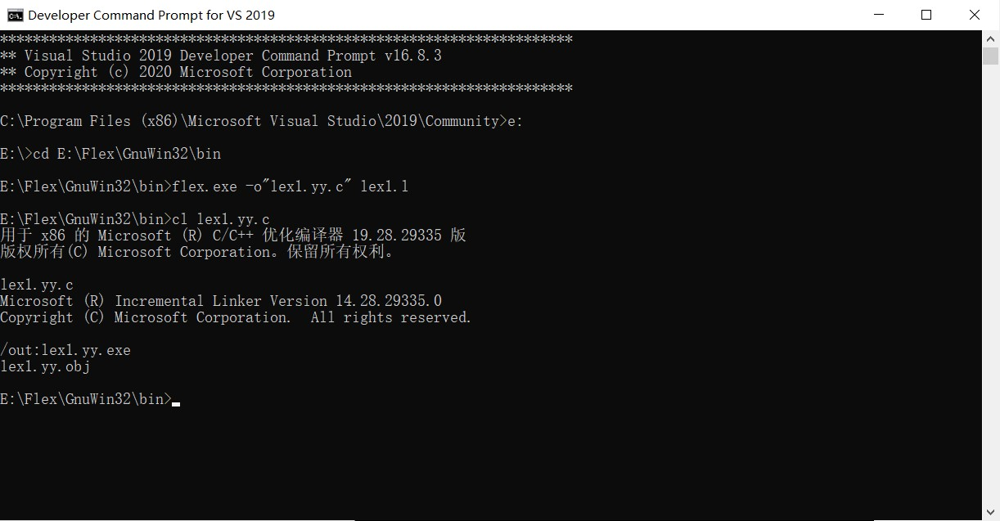 Developer Command Prompt for VS 2019
**********************************************************************
** Visual Studio 2019 Developer Command Prompt v16.8.3
** Copyright (c) 2020 Microsoft Corporation
**********************************************************************
C:\Program Files (x86)\Microsoft Visual Studio\2019\Community>e:
E:\>cd E:\Flex\GnuWin32\bin
E:\Flex\GnuWin32\bin>flex.exe -o"lex1.yy.c" lex1.l
E:\Flex\GnuWin32\bin>cl lex1.yy.c
用于 x86 的 Microsoft (R) C/C++ 优化编译器 19.28.29335 版
版权所有(C) Microsoft Corporation。保留所有权利。
lex1.yy.c
Microsoft (R) Incremental Linker Version 14.28.29335.0
Copyright (C) Microsoft Corporation.  All rights reserved.
/out:lex1.yy.exe
lex1.yy.obj
E:\Flex\GnuWin32\bin>